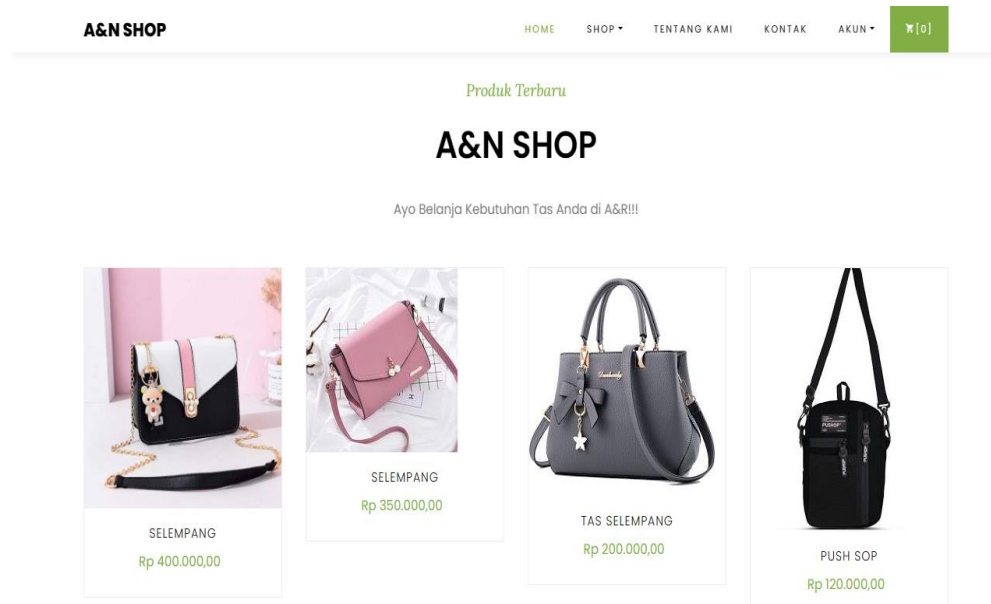 A&N SHOP
HOME SHOP TENTANG KAMI KONTAK AKUN [0]
Produk Terbaru
A&N SHOP
Ayo Belanja Kebutuhan Tas Anda di A&R!!!
SELEMPANG
Rp 400.000,00
SELEMPANG
Rp 350.000,00
TAS SELEMPANG
Rp 200.000,00
PUSHOP
PUSH SOP
Rp 120.000,00